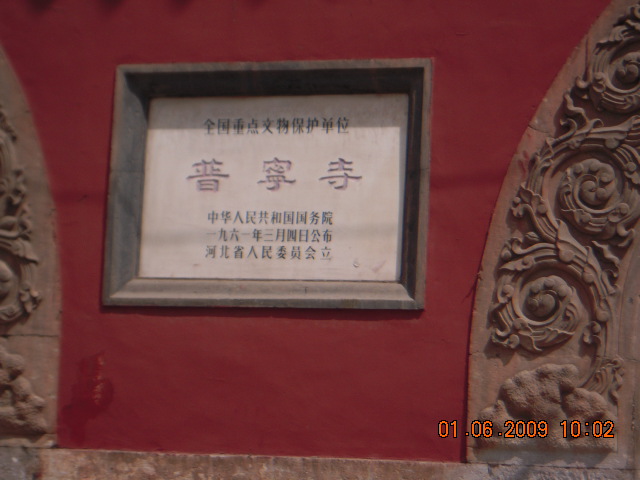 全国重点文物保护单位
普寧寺
中华人民共和国国务院
一九六一年三月四日公布
河北省人民委员会立
01.06.2009 10:02